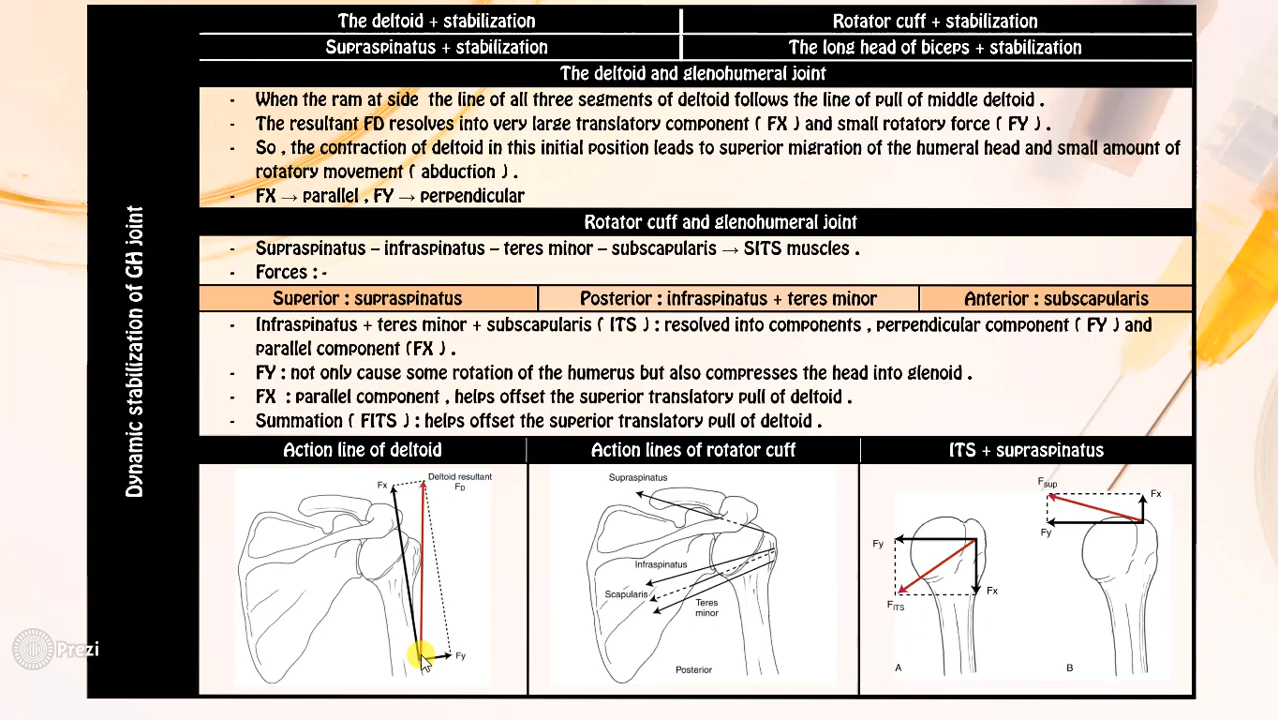 The deltoid + stabilization
Rotator cuff + stabilization
Supraspinatus + stabilization
The long head of biceps + stabilization
The deltoid and glenohumeral joint
- When the ram at side the line of all three segments of deltoid follows the line of pull of middle deltoid .
- The resultant FD resolves into very large translatory component ( FX ) and small rotatory force ( FY ) .
- So , the contraction of deltoid in this initial position leads to superior migration of the humeral head and small amount of
rotatory movement ( abduction ) .
- FX → parallel , FY → perpendicular
Dynamic stabilization of GH joint
Rotator cuff and glenohumeral joint
- Supraspinatus – infraspinatus – teres minor – subscapularis → SITS muscles .
- Forces : -
Superior : supraspinatus
Posterior : infraspinatus + teres minor
Anterior : subscapularis
- Infraspinatus + teres minor + subscapularis ( ITS ) : resolved into components , perpendicular component ( FY ) and
parallel component (FX ) .
- FY : not only cause some rotation of the humerus but also compresses the head into glenoid .
- FX : parallel component , helps offset the superior translatory pull of deltoid .
- Summation ( FITS ) : helps offset the superior translatory pull of deltoid .
Action line of deltoid
Action lines of rotator cuff
ITS + supraspinatus
Fx
Deltoid resultant
FD
Fy
Supraspinatus
Infraspinatus
Scapularis
Teres
minor
Posterior
Fy
Fx
FITS
A
Fsup
Fx
Fy
B
Prezi